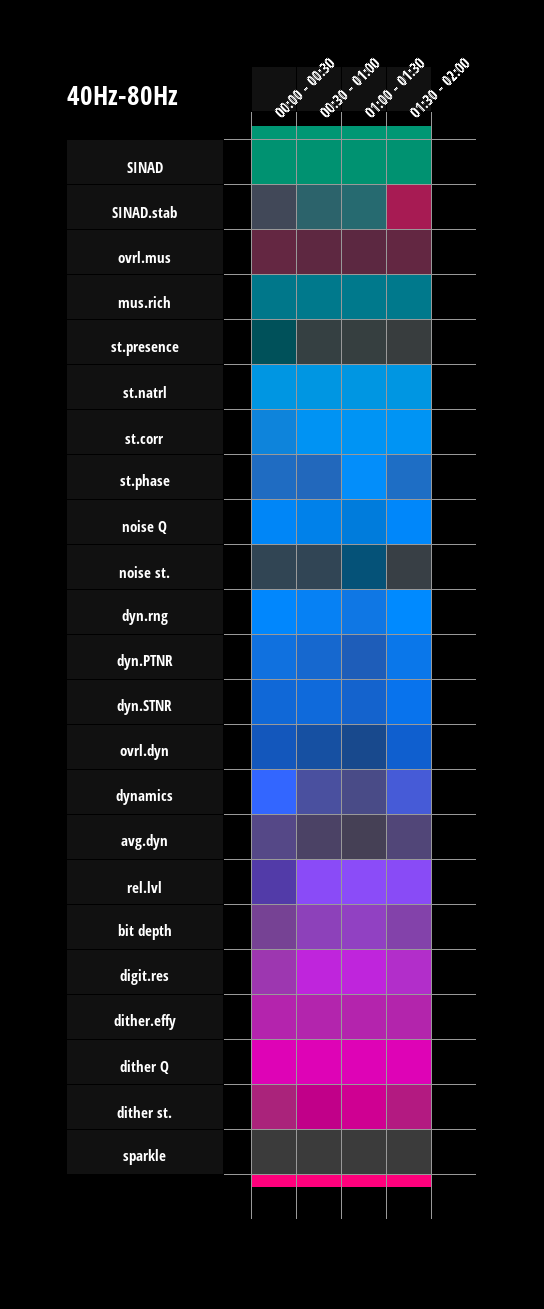 40Hz-80Hz
00:00 - 00:30
00:30 - 01:00
01:00 - 01:30
01:30 - 02:00
SINAD
SINAD.stab
ovrl.mus
mus.rich
st.presence
st.natrl
st.corr
st.phase
noise Q
noise st.
dyn.rng
dyn.PTNR
dyn.STNR
ovrl.dyn
dynamics
avg.dyn
rel.lvl
bit depth
digit.res
dither.effy
dither Q
dither st.
sparkle